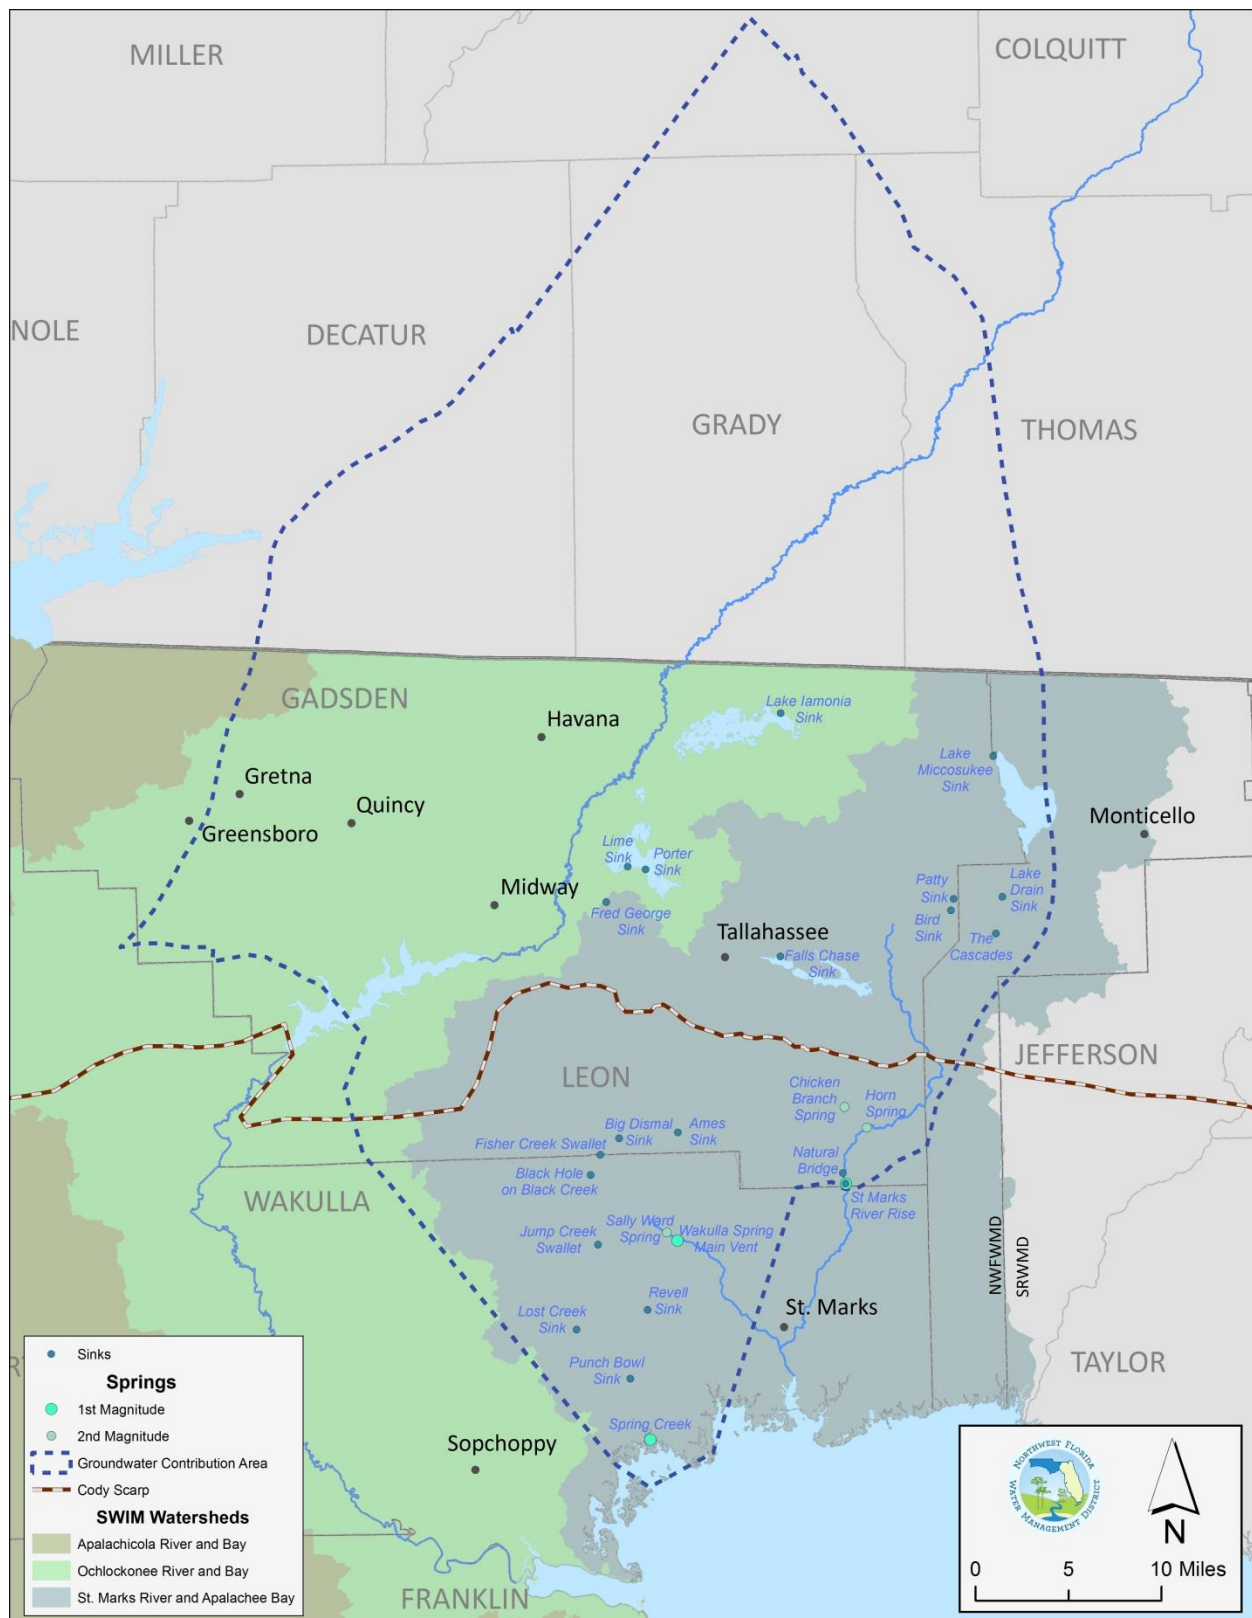 MILLER
COLQUITT
NOLE
DECATUR
GRADY
THOMAS
GADSDEN
Havana
Lake Iamonia
Sink
Gretna
Lake
Miccosukee
Sink
Greensboro
Quincy
Monticello
Lime
Sink
Porter
Sink
Midway
Fred George
Sink
Patty
Sink
Lake
Drain
Sink
Bird
Sink
The
Cascades
Tallahassee
Falls Chase
Sink
LEON
JEFFERSON
Chicken
Branch
Spring
Horn
Spring
Big Dismal
Sink
Ames
Sink
Fisher Creek Swallet
Black Hole
on Black Creek
Natural
Bridge
St Marks
River Rise
WAKULLA
Sally Ward
Spring
Wakulla Spring
Main Vent
Jump Creek
Swallet
NWFWMD
SRWMD
Revell
Sink
Lost Creek
Sink
St. Marks
Punch Bowl
Sink
TAYLOR
Spring Creek
Sopchoppy
FRANKLIN
Sinks
Springs
1st Magnitude
2nd Magnitude
Groundwater Contribution Area
Cody Scarp
SWIM Watersheds
Apalachicola River and Bay
Ochlockonee River and Bay
St. Marks River and Apalachee Bay
NORTHWEST FLORIDA
WATER MANAGEMENT DISTRICT
N
0 5 10 Miles